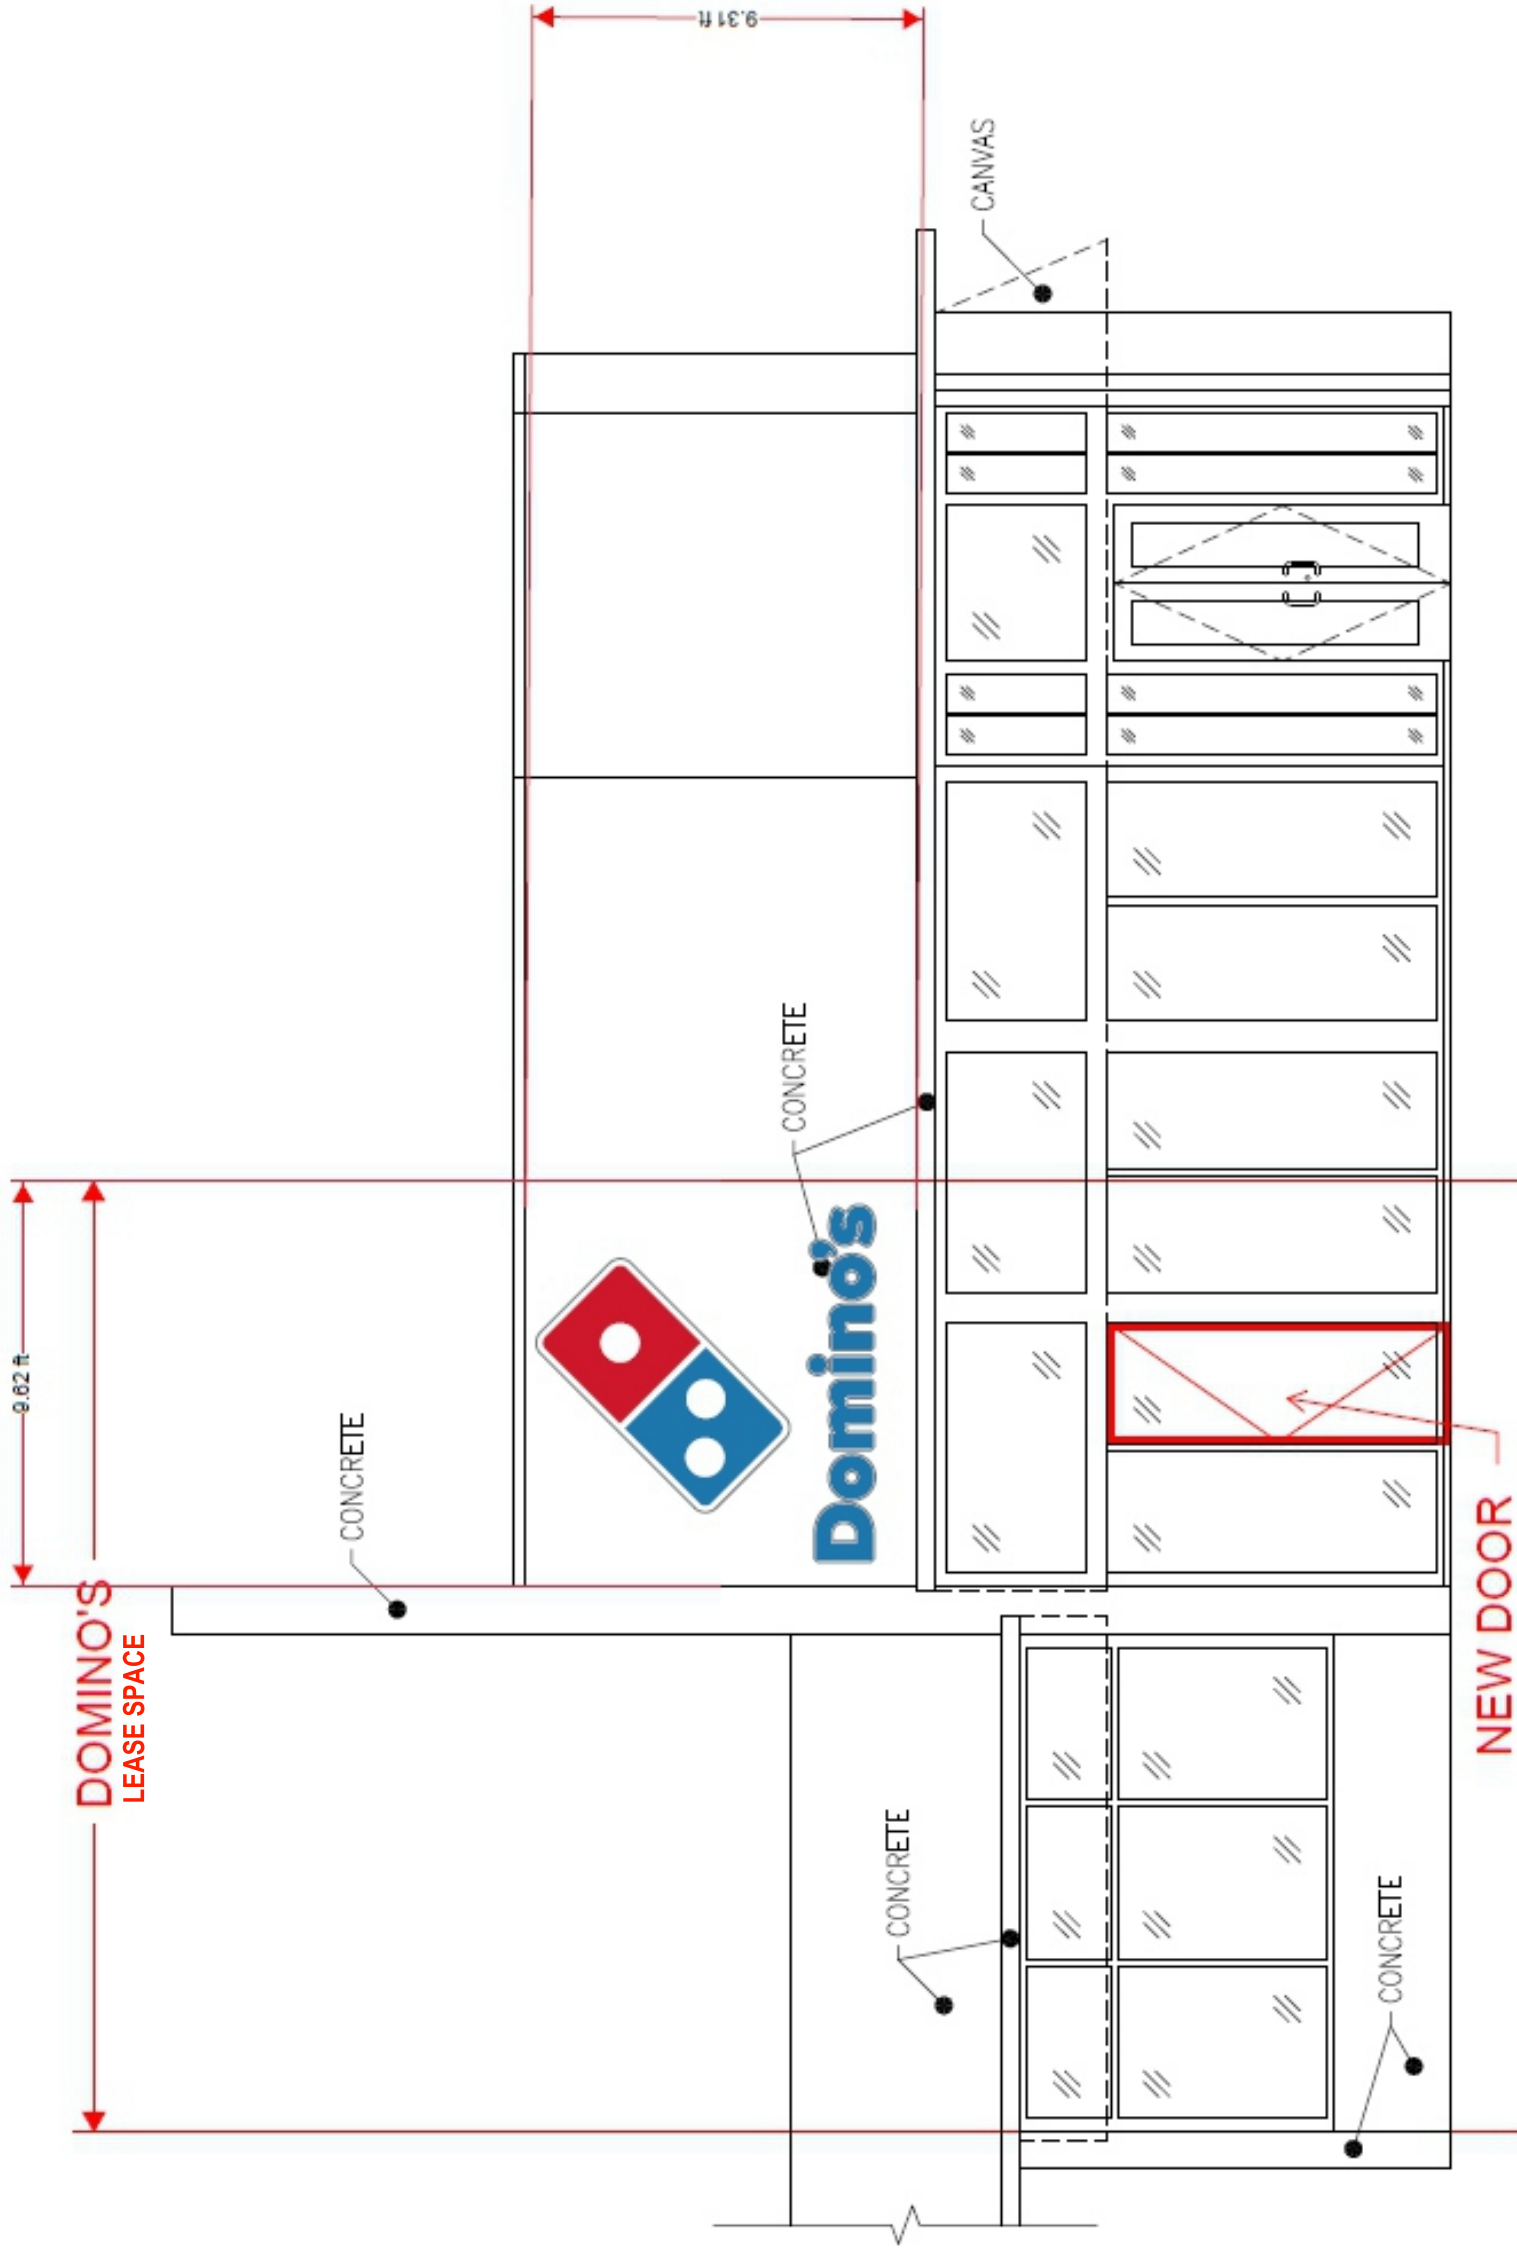 DOMINO'S
LEASE SPACE
9.62 ft
9.31 ft
CONCRETE
CONCRETE
Domino's
CANVAS
CONCRETE
CONCRETE
NEW DOOR